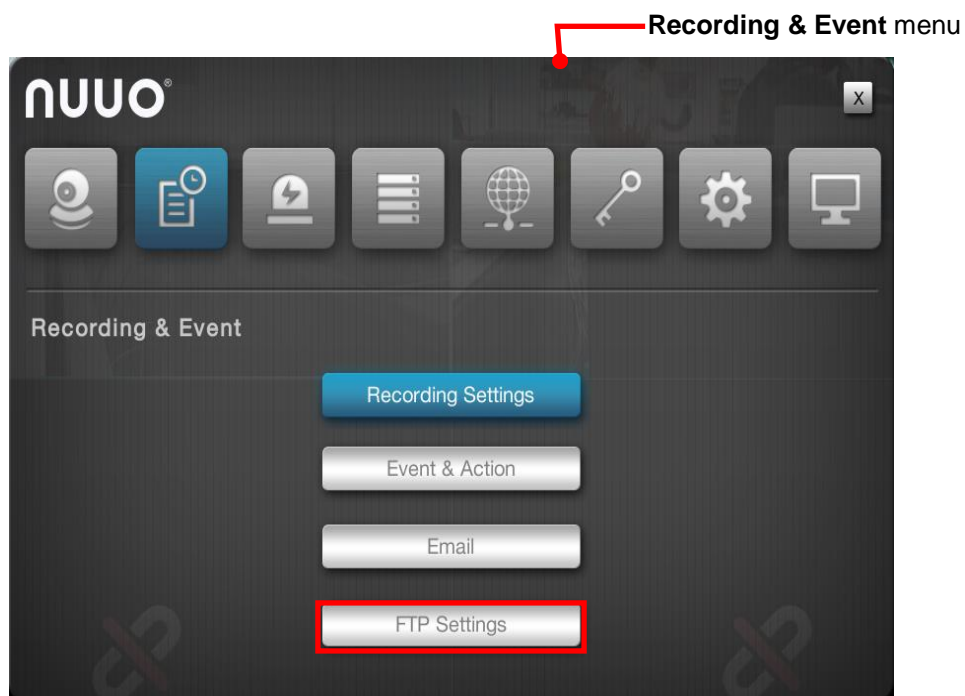 Recording & Event menu
nuuo®
X
Recording & Event
Recording Settings
Event & Action
Email
FTP Settings